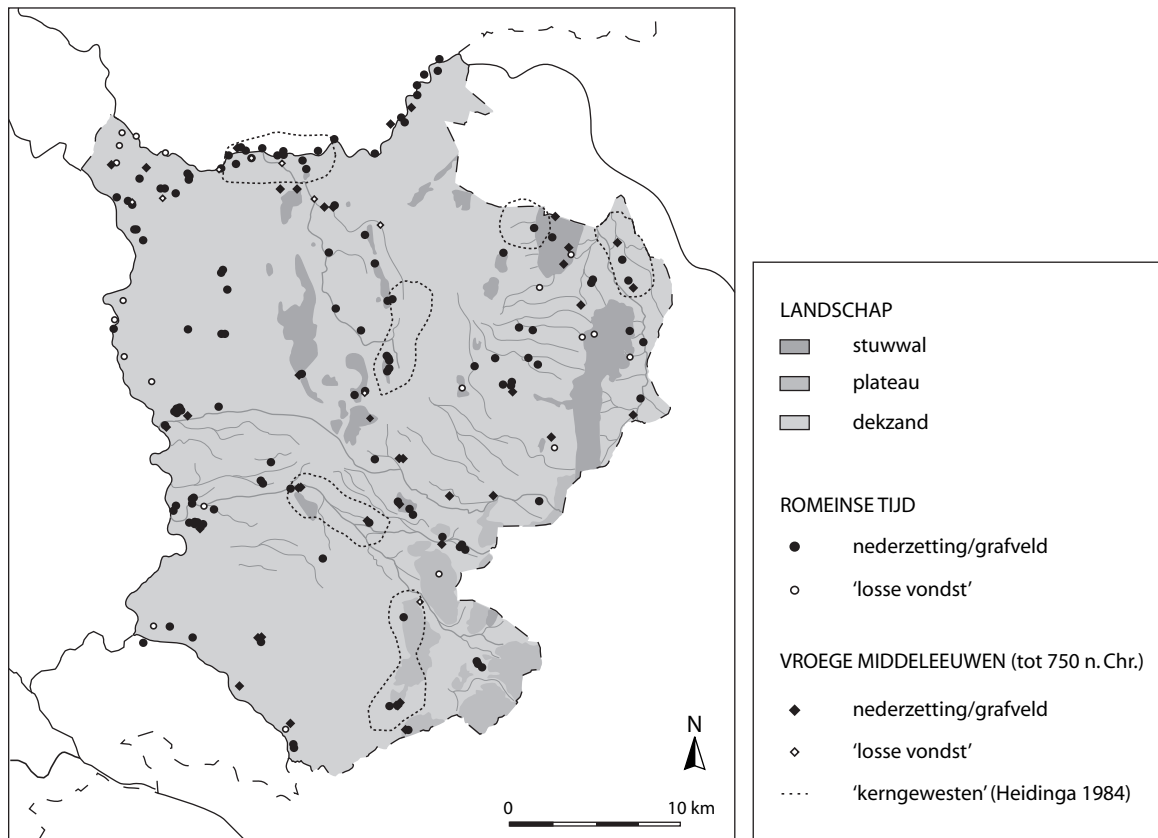 N
0 10 km
LANDSCHAP
stuwwal
plateau
dekzand
ROMEINSE TIJD
nederzetting/grafveld
‘losse vondst’
VROEGE MIDDELEEUWEN (tot 750 n. Chr.)
nederzetting/grafveld
‘losse vondst’
‘kerngewesten’ (Heidinga 1984)